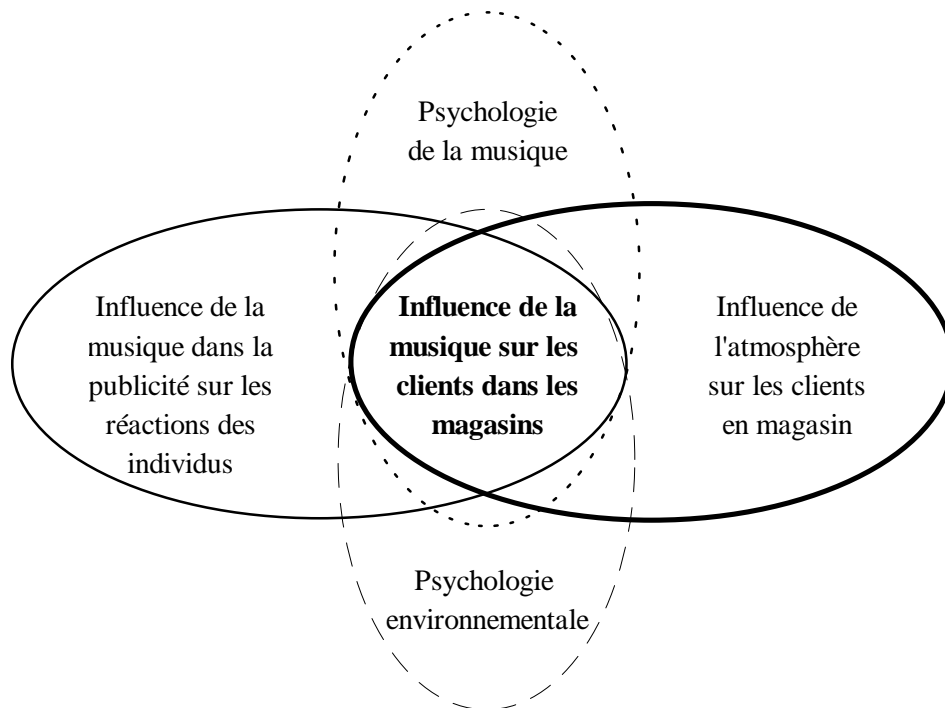 Psychologie
de la musique
Influence de la
musique dans la
publicité sur les
réactions des
individus
Influence de la
musique sur les
clients dans les
magasins
Influence de
l'atmosphère
sur les clients
en magasin
Psychologie
environnementale